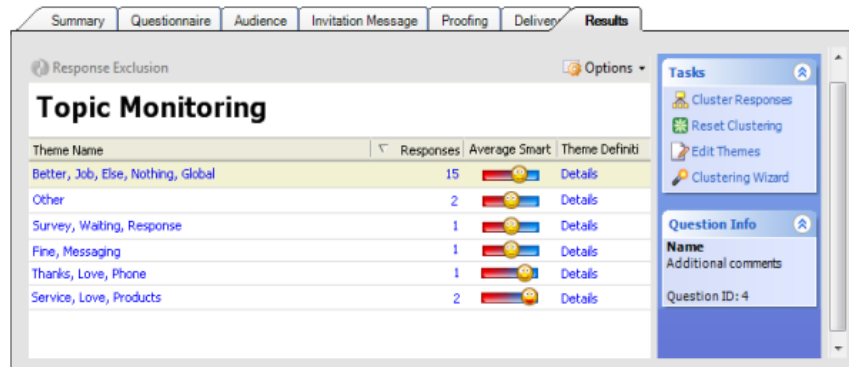 Summary Questionnaire Audience Invitation Message Proofing Delivery Results
Response Exclusion Options
Topic Monitoring
Theme Name Responses Average Smart Theme Definiti
Better, Job, Else, Nothing, Global 15 Details
Other 2 Details
Survey, Waiting, Response 1 Details
Fine, Messaging 1 Details
Thanks, Love, Phone 1 Details
Service, Love, Products 2 Details
Tasks
Cluster Responses
Reset Clustering
Edit Themes
Clustering Wizard
Question Info
Name
Additional comments
Question ID: 4